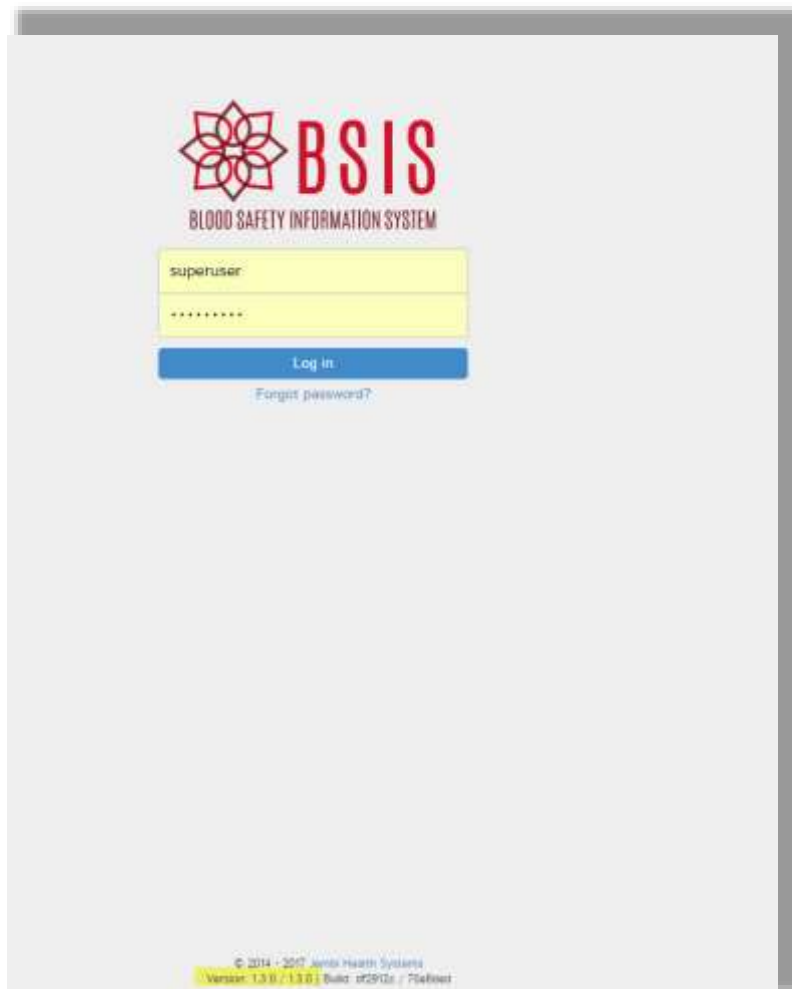 BSIS
BLOOD SAFETY INFORMATION SYSTEM
superuser
•••••••••
Log in
Forgot password?
© 2014 - 2017 Jembi Health Systems
Version: 1.3.0 / 1.3.0 | Build: